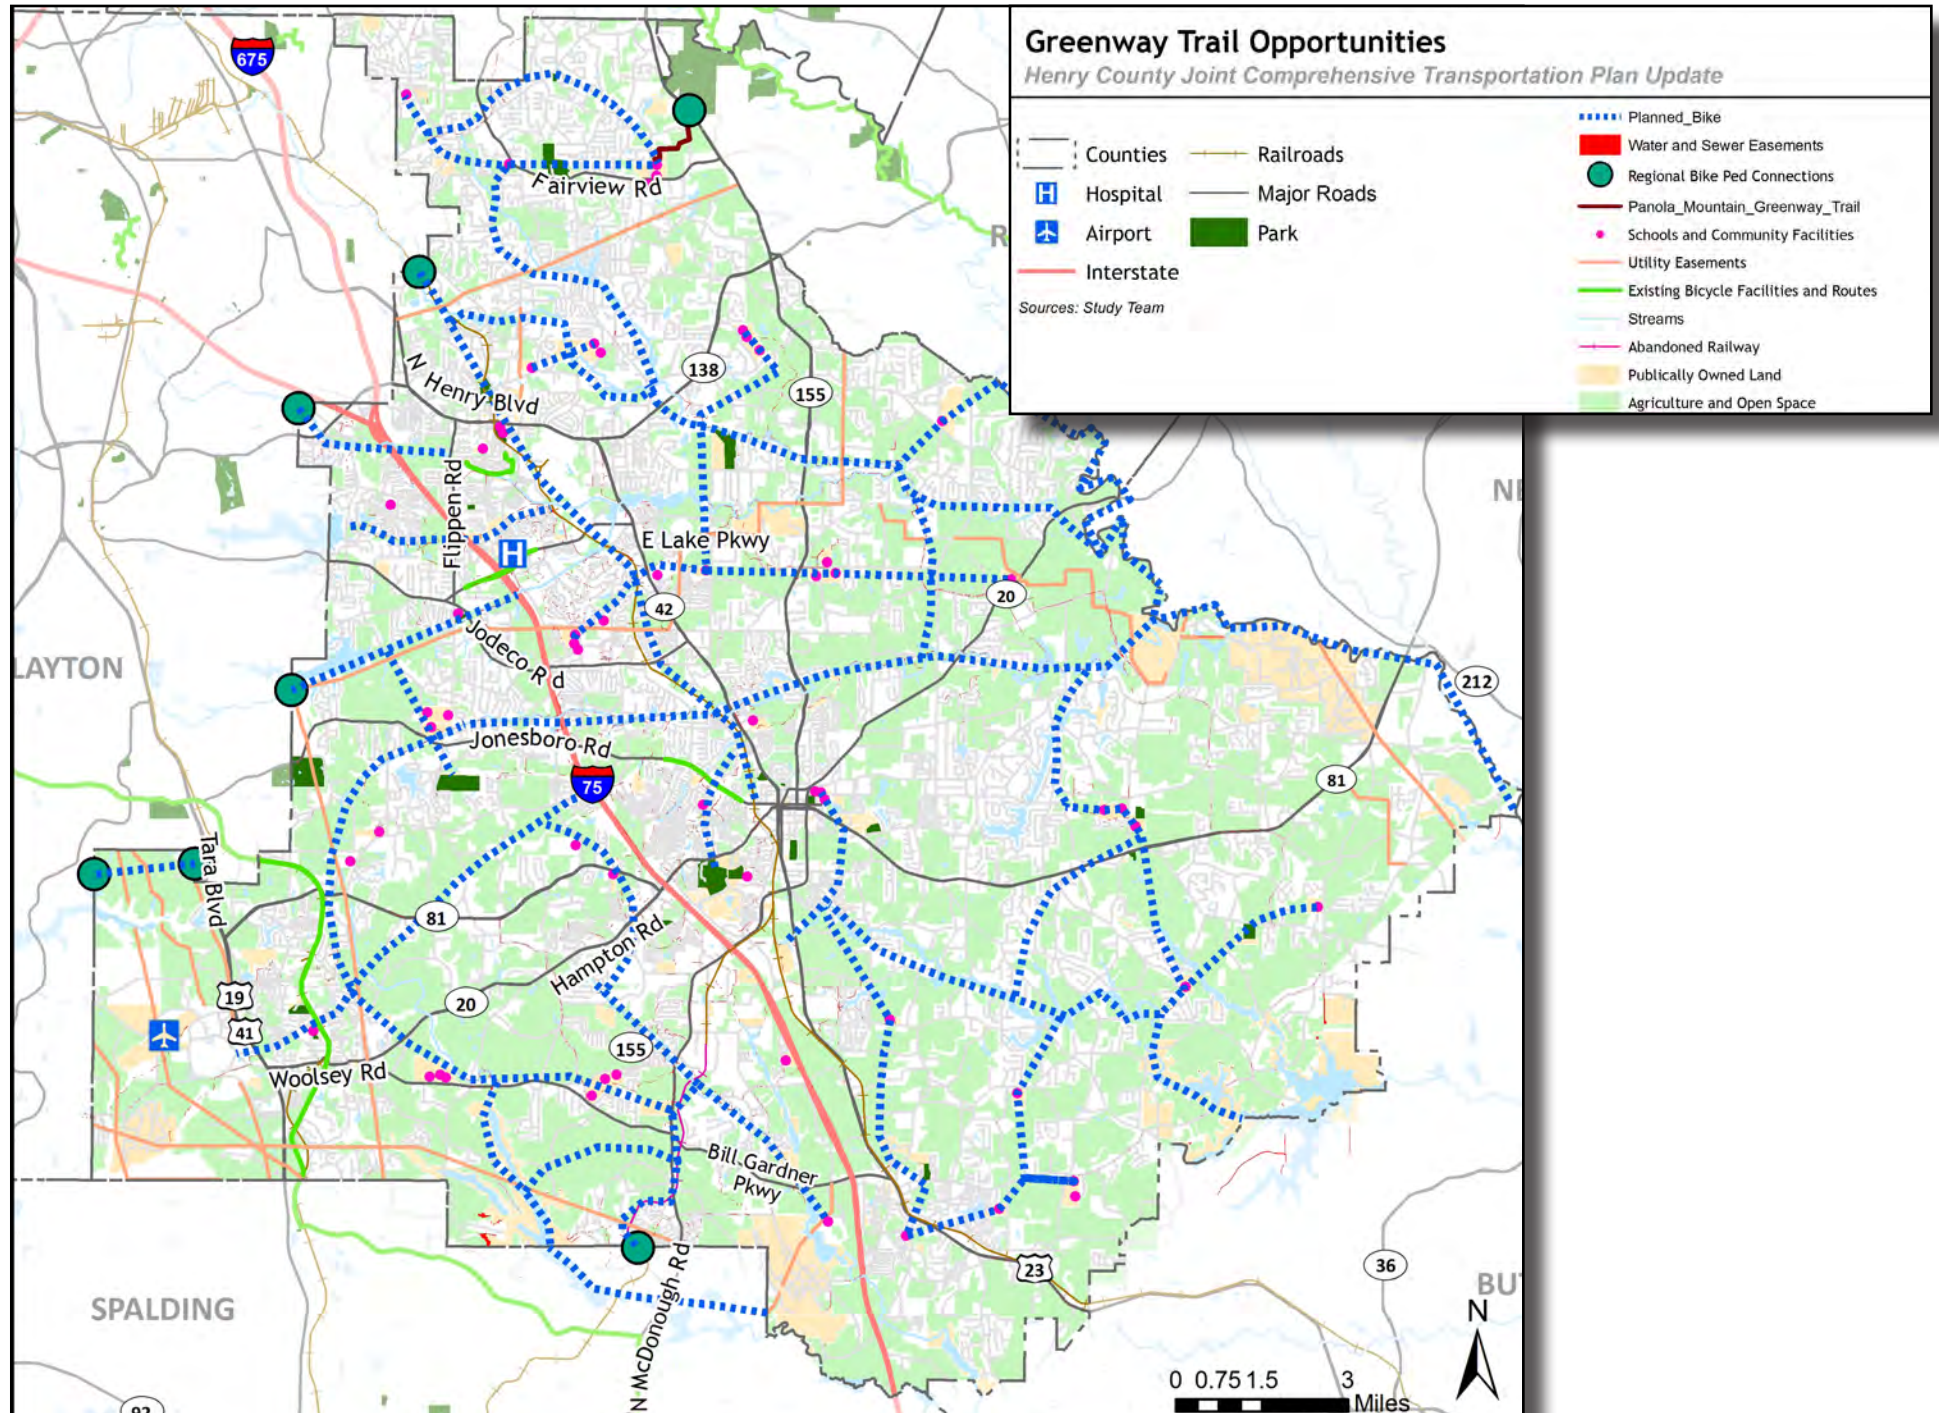 Greenway Trail Opportunities
Henry County Joint Comprehensive Transportation Plan Update
Counties
Hospital
Airport
Interstate
Railroads
Major Roads
Park
Sources: Study Team
Planned_Bike
Water and Sewer Easements
Regional Bike Ped Connections
Panola_Mountain_Greenway_Trail
Schools and Community Facilities
Utility Easements
Existing Bicycle Facilities and Routes
Streams
Abandoned Railway
Publically Owned Land
Agriculture and Open Space
675
Fairview Rd
R
N Henry Blvd
138
155
Flippen Rd
NE
H
E Lake Pkwy
42
20
Jodeco Rd
LAYTON
212
Jonesboro Rd
75
81
Tara Blvd
81
Hampton Rd
19
20
41
155
Woolsey Rd
Bill Gardner
Pkwy
N McDonough Rd
23
36
SPALDING
BUT
N
0 0.75 1.5 3
Miles
92